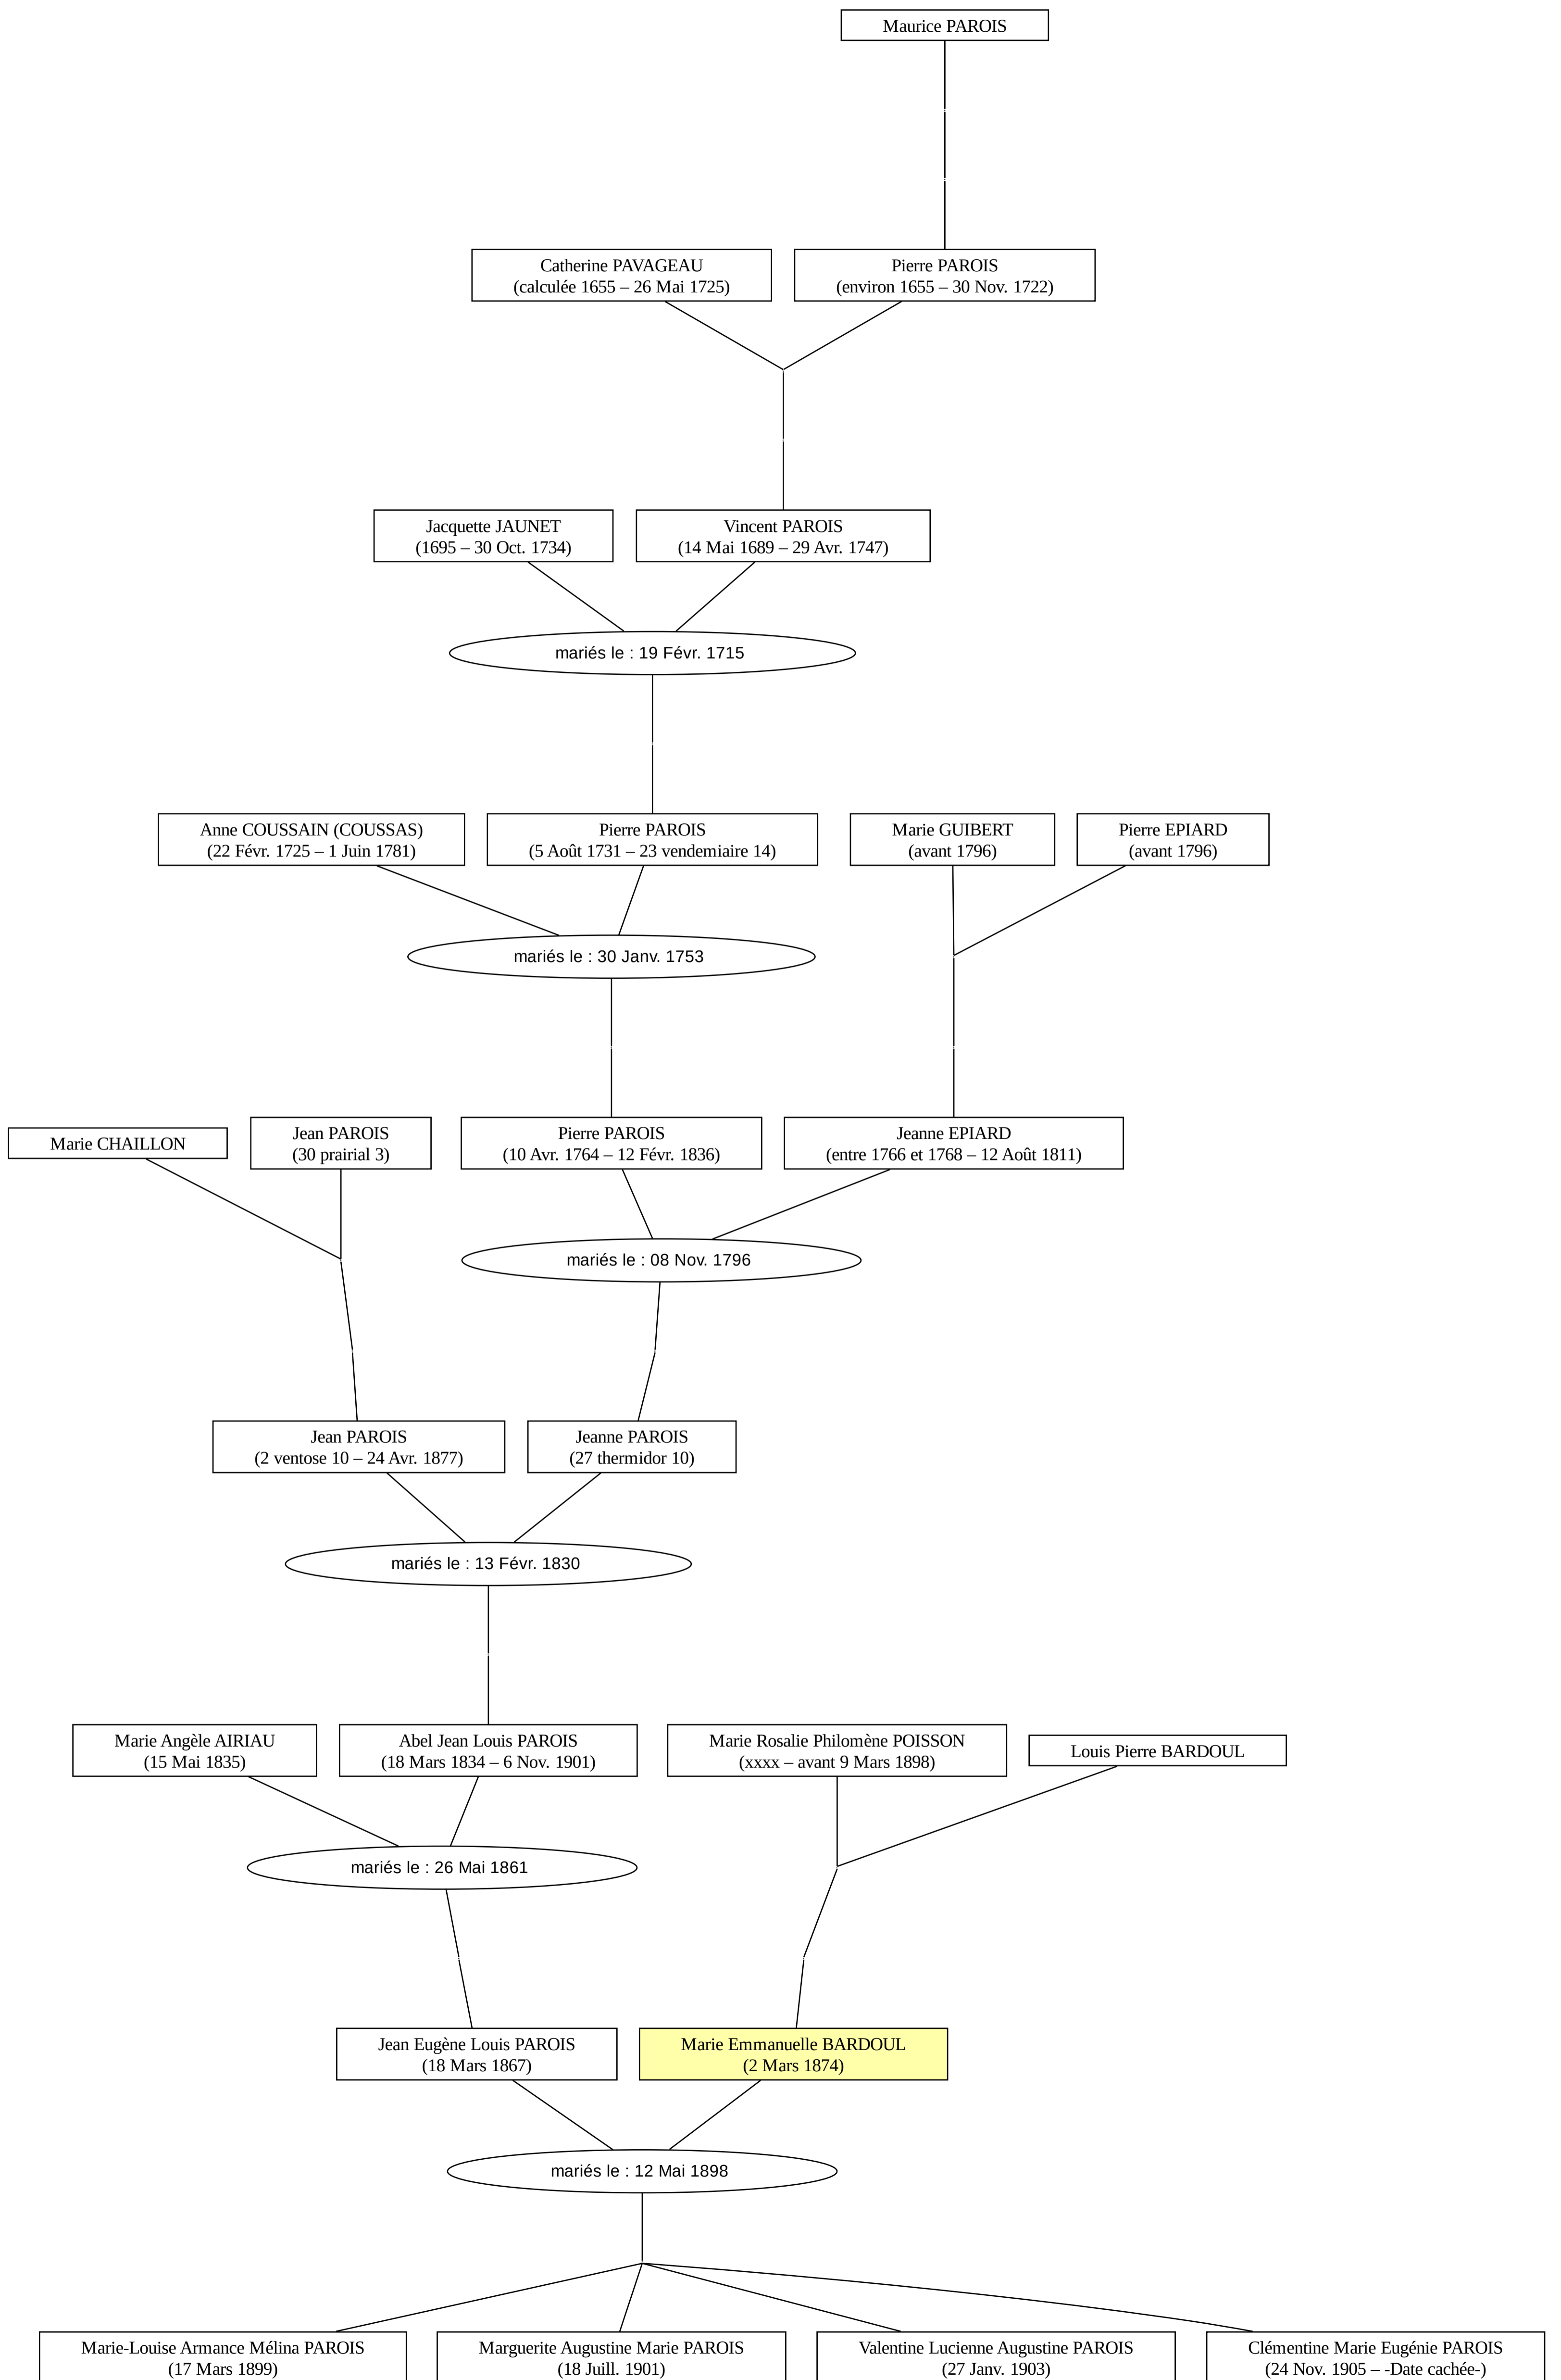 Maurice PAROIS
Catherine PAVAGEAU
(calculée 1655 – 26 Mai 1725)
Pierre PAROIS
(environ 1655 – 30 Nov. 1722)
Jacquette JAUNET
(1695 – 30 Oct. 1734)
Vincent PAROIS
(14 Mai 1689 – 29 Avr. 1747)
mariés le : 19 Févr. 1715
Anne COUSSAIN (COUSSAS)
(22 Févr. 1725 – 1 Juin 1781)
Pierre PAROIS
(5 Août 1731 – 23 vendemiaire 14)
Marie GUIBERT
(avant 1796)
Pierre EPIARD
(avant 1796)
mariés le : 30 Janv. 1753
Marie CHAILLON
Jean PAROIS
(30 prairial 3)
Pierre PAROIS
(10 Avr. 1764 – 12 Févr. 1836)
Jeanne EPIARD
(entre 1766 et 1768 – 12 Août 1811)
mariés le : 08 Nov. 1796
Jean PAROIS
(2 ventose 10 – 24 Avr. 1877)
Jeanne PAROIS
(27 thermidor 10)
mariés le : 13 Févr. 1830
Marie Angèle AIRIAU
(15 Mai 1835)
Abel Jean Louis PAROIS
(18 Mars 1834 – 6 Nov. 1901)
Marie Rosalie Philomène POISSON
(xxxx – avant 9 Mars 1898)
Louis Pierre BARDOUL
mariés le : 26 Mai 1861
Jean Eugène Louis PAROIS
(18 Mars 1867)
Marie Emmanuelle BARDOUL
(2 Mars 1874)
mariés le : 12 Mai 1898
Marie-Louise Armance Mélina PAROIS
(17 Mars 1899)
Marguerite Augustine Marie PAROIS
(18 Juill. 1901)
Valentine Lucienne Augustine PAROIS
(27 Janv. 1903)
Clémentine Marie Eugénie PAROIS
(24 Nov. 1905 – -Date cachée-)